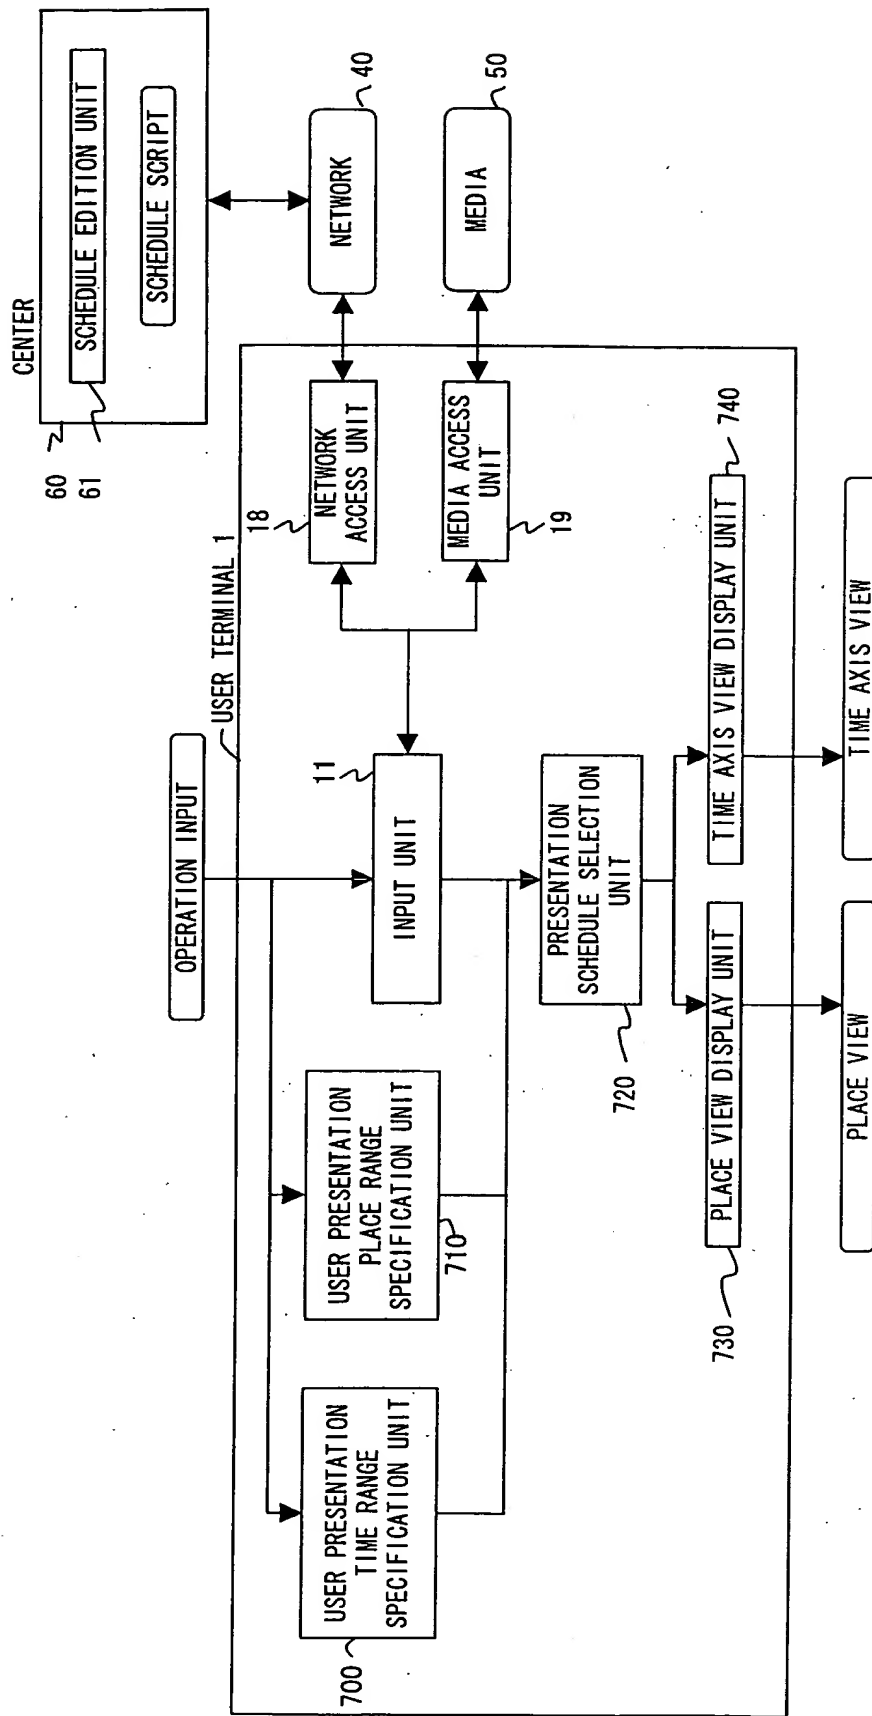 CENTER
60
61
SCHEDULE EDITION UNIT
SCHEDULE SCRIPT
OPERATION INPUT
USER TERMINAL 1
NETWORK
40
MEDIA
50
18
NETWORK
ACCESS UNIT
MEDIA ACCESS
UNIT
19
11
INPUT UNIT
USER PRESENTATION
TIME RANGE
SPECIFICATION UNIT
700
USER PRESENTATION
PLACE RANGE
SPECIFICATION UNIT
710
PRESENTATION
SCHEDULE SELECTION
UNIT
720
PLACE VIEW DISPLAY UNIT
730
TIME AXIS VIEW DISPLAY UNIT
740
PLACE VIEW
TIME AXIS VIEW